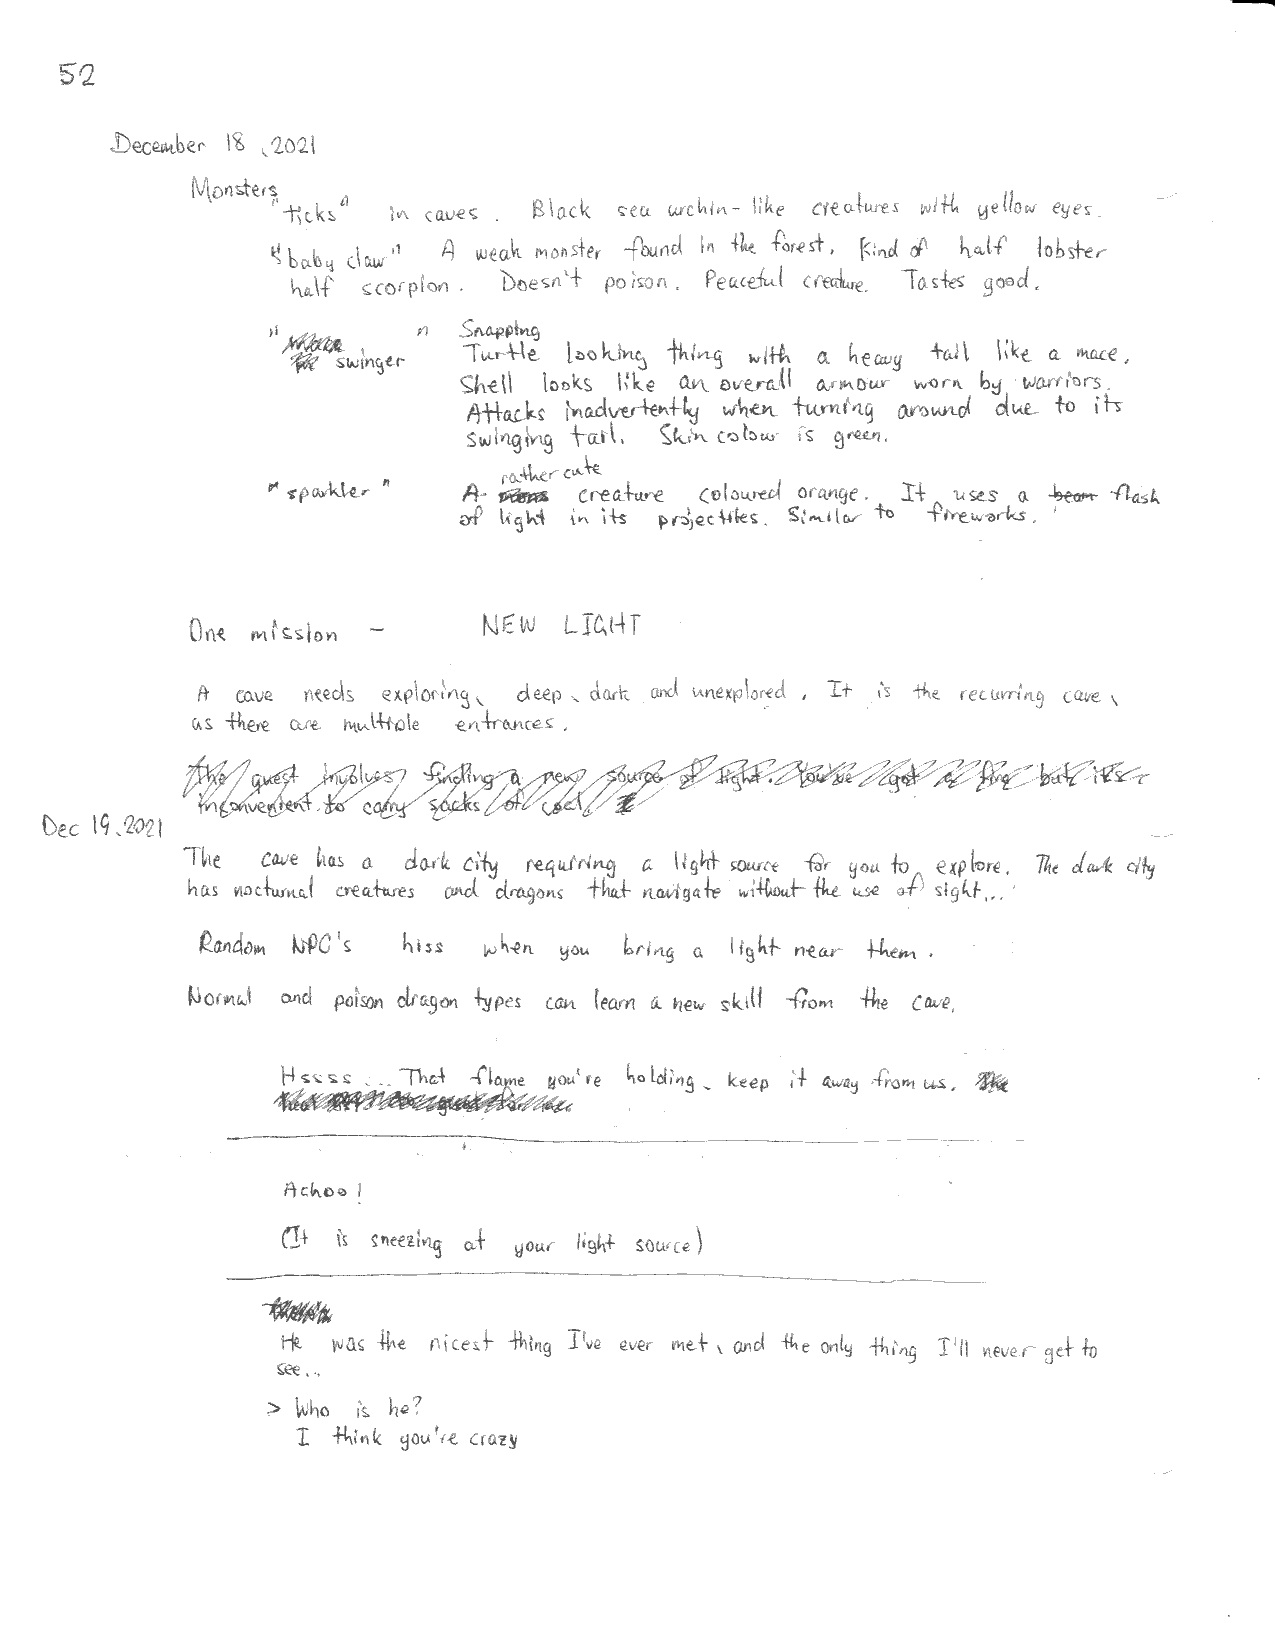 52
December 18, 2021
Monsters
"ticks" in caves. Black sea urchin-like creatures with yellow eyes.
"baby claw" A weak monster found in the forest. Kind of half lobster
half scorpion. Doesn't poison. Peaceful creature. Tastes good.
" swinger " Snapping
Turtle looking thing with a heavy tail like a mace.
Shell looks like an overall armour worn by warriors.
Attacks inadvertently when turning around due to its
swinging tail. Skin colour is green.
"sparkler" A rather cute creature coloured orange. It uses a beam flash
of light in its projectiles. Similar to fireworks.
One mission - NEW LIGHT
A cave needs exploring, deep, dark and unexplored. It is the recurring cave,
as there are multiple entrances.
The quest involves finding a new source of light. You've got a fire but it's
inconvenient to carry sacks of coal.
Dec 19, 2021
The cave has a dark city requiring a light source for you to explore. The dark city
has nocturnal creatures and dragons that navigate without the use of sight...
Random NPC's hiss when you bring a light near them.
Normal and poison dragon types can learn a new skill from the cave.
Hssss.... That flame you're holding, keep it away from us.
Achoo!
(It is sneezing at your light source)
He was the nicest thing I've ever met, and the only thing I'll never get to
see...
> Who is he?
I think you're crazy